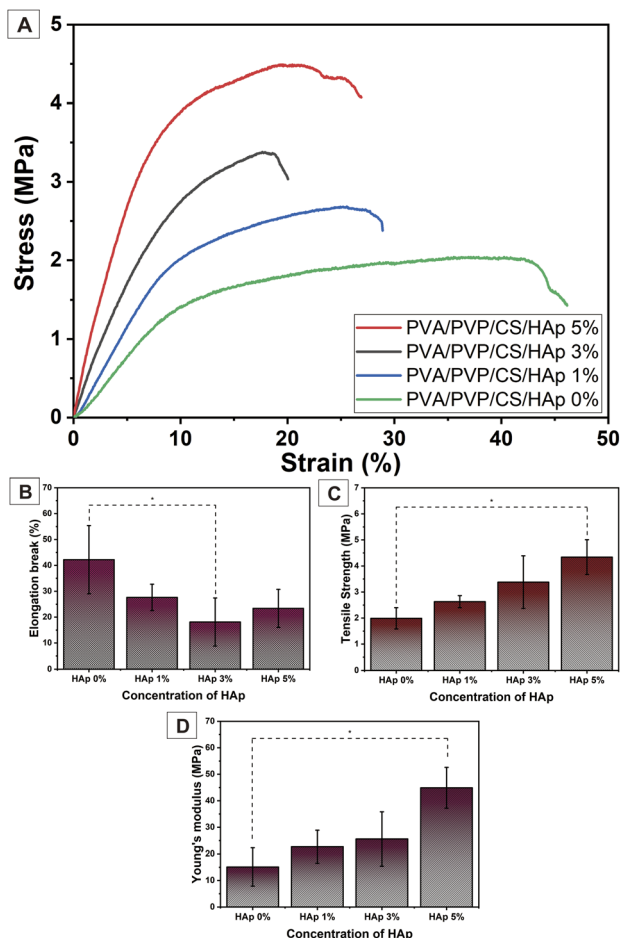 A
5
4
3
2
1
0
Stress (MPa)
PVA/PVP/CS/HAp 5%
PVA/PVP/CS/HAp 3%
PVA/PVP/CS/HAp 1%
PVA/PVP/CS/HAp 0%
0 10 20 30 40 50
Strain (%)
B
70
60
50
40
30
20
10
0
Elongation break (%)
*
HAp 0% HAp 1% HAp 3% HAp 5%
Concentration of HAp
C
7
6
5
4
3
2
1
0
Tensile Strength (MPa)
*
HAp 0% HAp 1% HAp 3% HAp 5%
Concentration of HAp
D
70
60
50
40
30
20
10
0
Young's modulus (MPa)
*
HAp 0% HAp 1% HAp 3% HAp 5%
Concentration of HAp